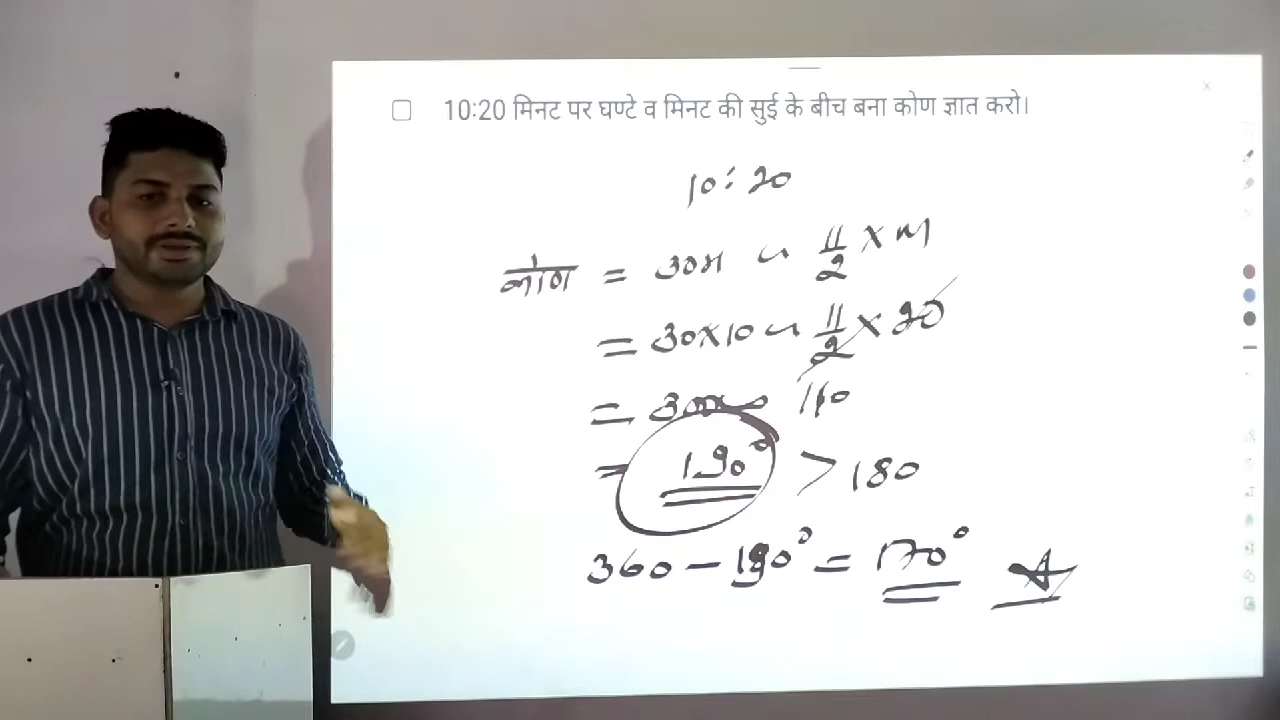 10:20 मिनट पर घण्टे व मिनट की सुई के बीच बना कोण ज्ञात करो।
10:20
कोण = 30H ~ 11/2 × M
= 30×10 ~ 11/2 × 20
= 300 ~ 110
= 190° > 180
360 - 190° = 170°